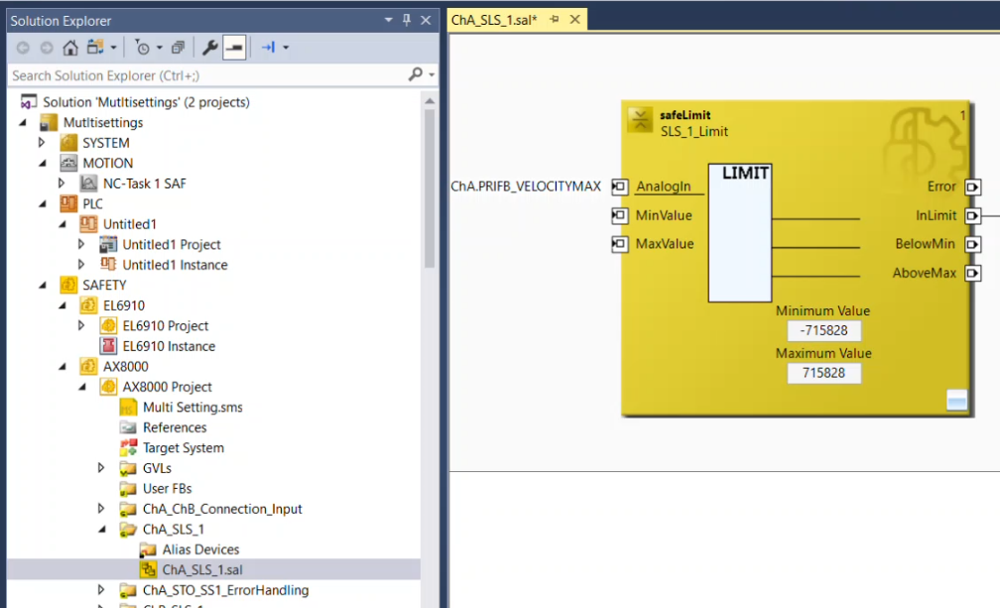 Solution Explorer
Search Solution Explorer (Ctrl+;)
Solution 'Mutltisettings' (2 projects)
Mutltisettings
SYSTEM
MOTION
NC-Task 1 SAF
PLC
Untitled1
Untitled1 Project
Untitled1 Instance
SAFETY
EL6910
EL6910 Project
EL6910 Instance
AX8000
AX8000 Project
Multi Setting.sms
References
Target System
GVLs
User FBs
ChA_ChB_Connection_Input
ChA_SLS_1
Alias Devices
ChA_SLS_1.sal
ChA_STO_SS1_ErrorHandling
ChA_SLS_1.sal*
safeLimit
1
SLS_1_Limit
LIMIT
ChA.PRIFB_VELOCITYMAX AnalogIn Error
MinValue InLimit
MaxValue BelowMin
AboveMax
Minimum Value
-715828
Maximum Value
715828